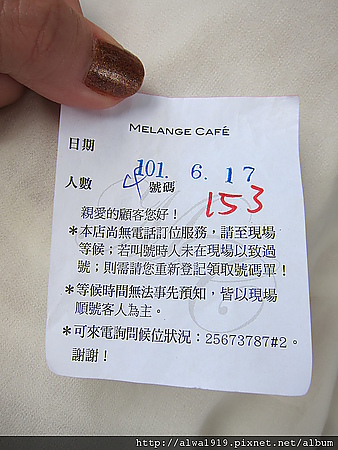 MELANGE CAFÉ
日期 101. 6. 17
人數 4 號碼 153
親愛的顧客您好！
*本店尚無電話訂位服務，請至現場
等候；若叫號時人未在現場以致過
號；則需請您重新登記領取號碼單！
*等候時間無法事先預知，皆以現場
順號客人為主。
*可來電詢問候位狀況：25673787#2。
謝謝！
http://alwa1919.pixnet.net/album